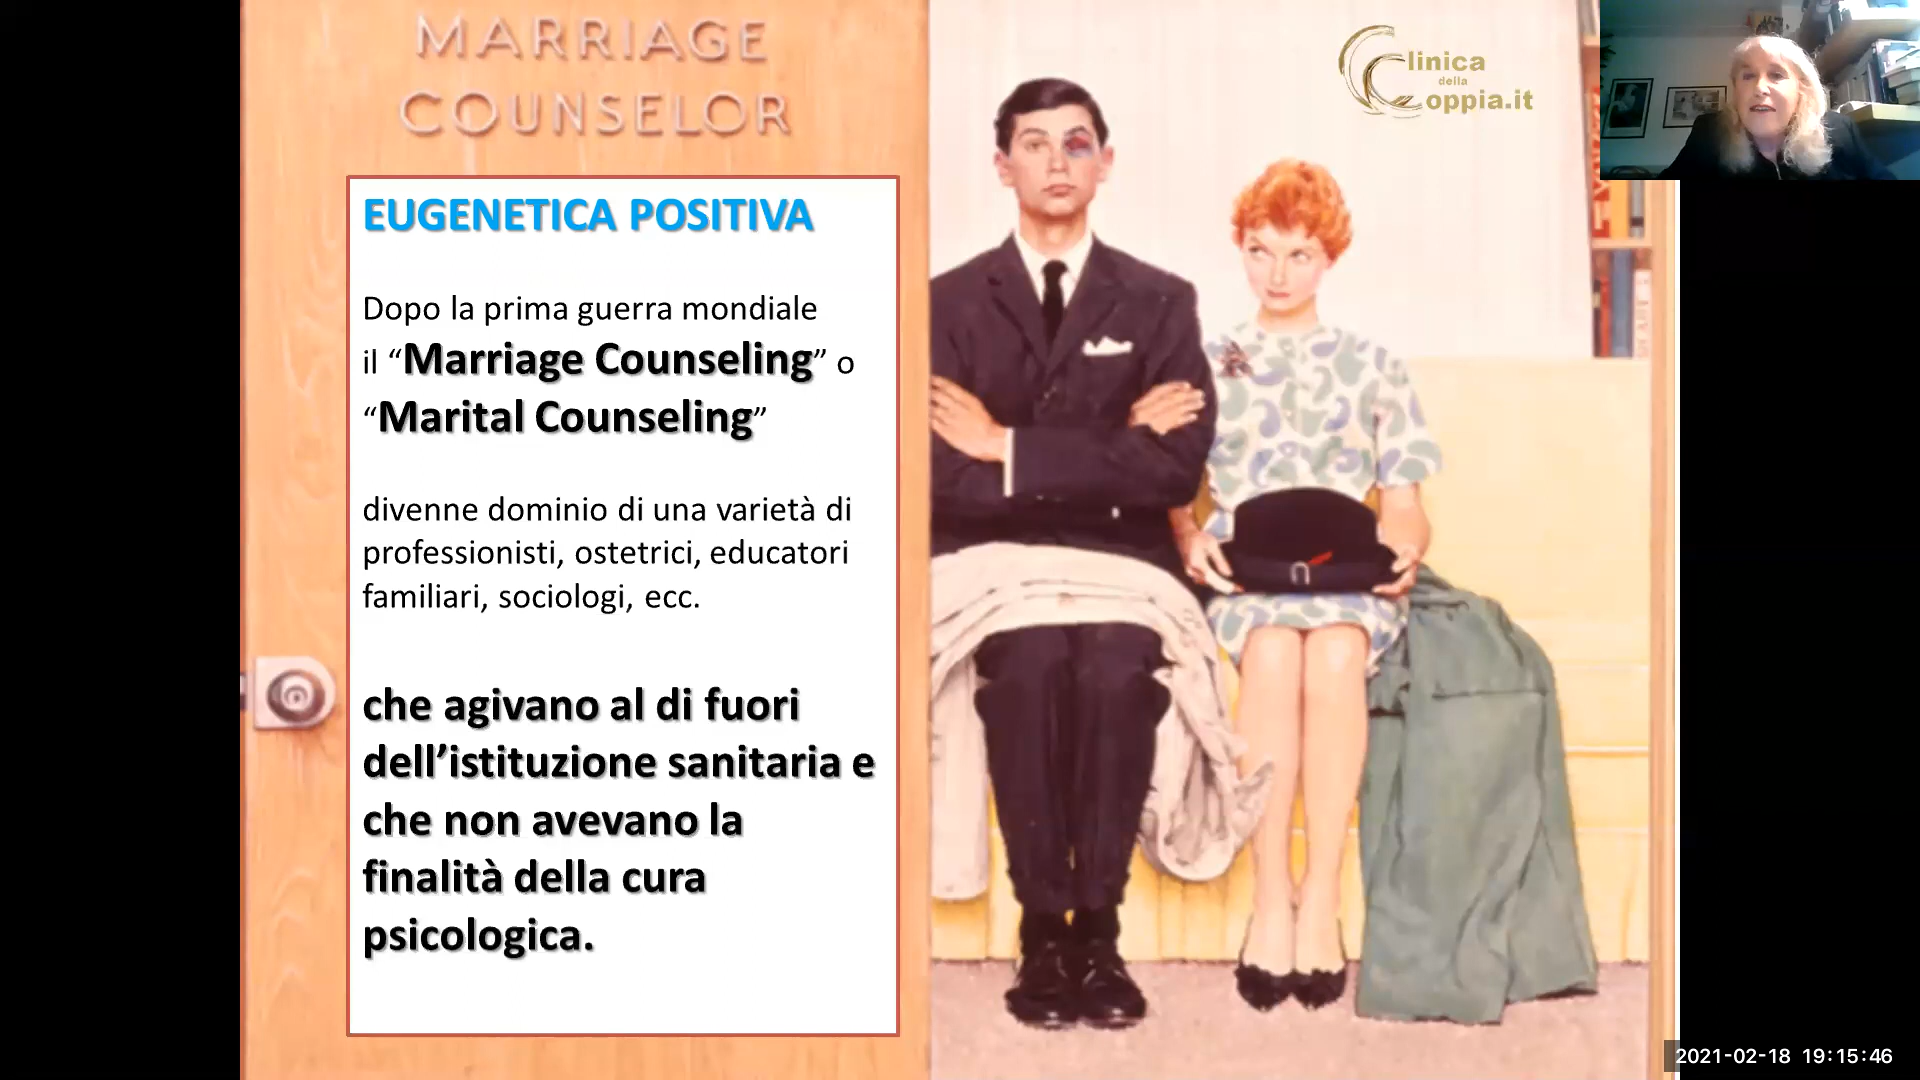 MARRIAGE
COUNSELOR
Clinica
della
Coppia.it
EUGENETICA POSITIVA
Dopo la prima guerra mondiale
il “Marriage Counseling” o
“Marital Counseling”
divenne dominio di una varietà di
professionisti, ostetrici, educatori
familiari, sociologi, ecc.
che agivano al di fuori
dell’istituzione sanitaria e
che non avevano la
finalità della cura
psicologica.
2021-02-18 19:15:46